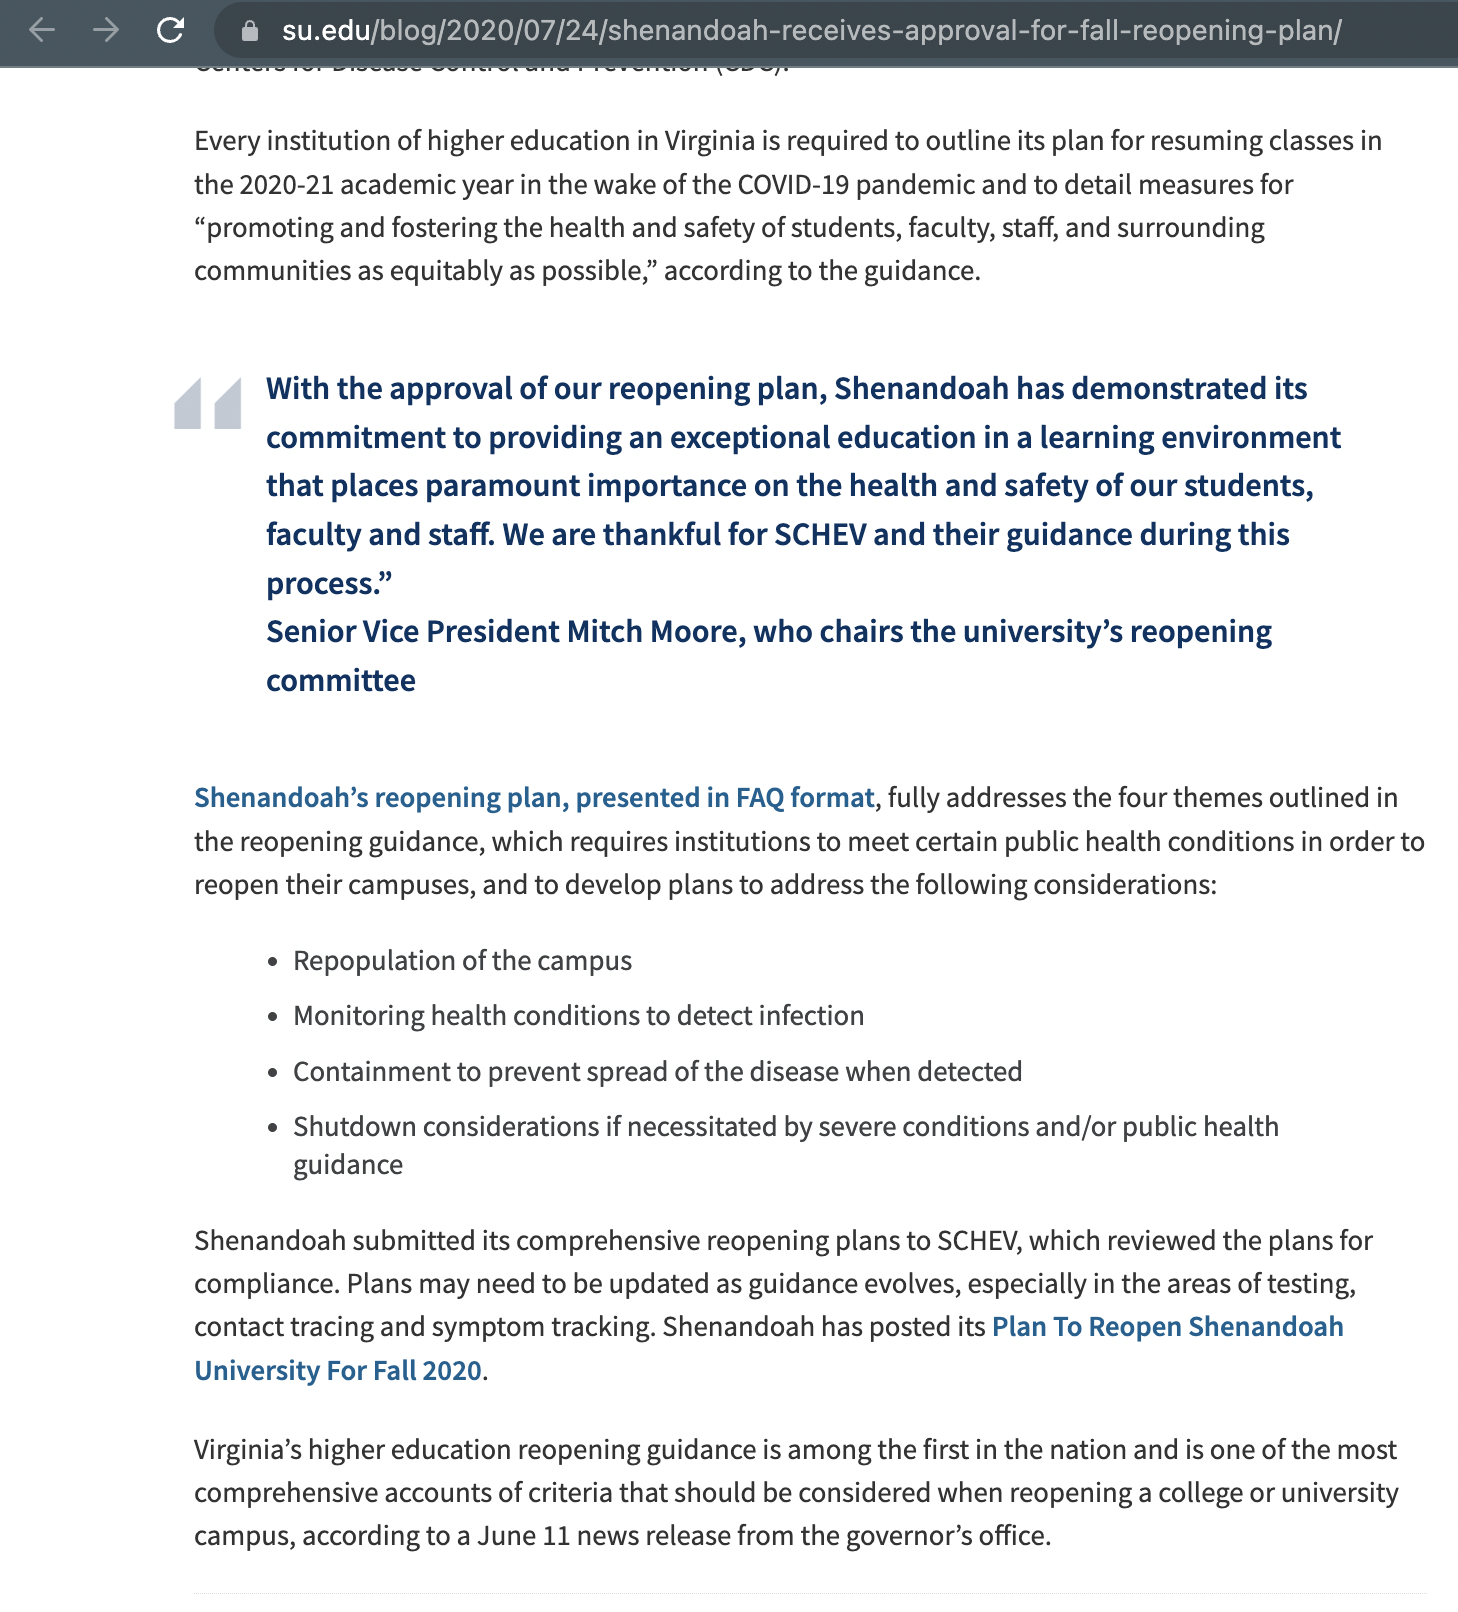 su.edu/blog/2020/07/24/shenandoah-receives-approval-for-fall-reopening-plan/
Centers for Disease Control and Prevention (CDC).
Every institution of higher education in Virginia is required to outline its plan for resuming classes in
the 2020-21 academic year in the wake of the COVID-19 pandemic and to detail measures for
“promoting and fostering the health and safety of students, faculty, staff, and surrounding
communities as equitably as possible,” according to the guidance.
With the approval of our reopening plan, Shenandoah has demonstrated its
commitment to providing an exceptional education in a learning environment
that places paramount importance on the health and safety of our students,
faculty and staff. We are thankful for SCHEV and their guidance during this
process.”
Senior Vice President Mitch Moore, who chairs the university’s reopening
committee
Shenandoah’s reopening plan, presented in FAQ format, fully addresses the four themes outlined in
the reopening guidance, which requires institutions to meet certain public health conditions in order to
reopen their campuses, and to develop plans to address the following considerations:
• Repopulation of the campus
• Monitoring health conditions to detect infection
• Containment to prevent spread of the disease when detected
• Shutdown considerations if necessitated by severe conditions and/or public health
guidance
Shenandoah submitted its comprehensive reopening plans to SCHEV, which reviewed the plans for
compliance. Plans may need to be updated as guidance evolves, especially in the areas of testing,
contact tracing and symptom tracking. Shenandoah has posted its Plan To Reopen Shenandoah
University For Fall 2020.
Virginia’s higher education reopening guidance is among the first in the nation and is one of the most
comprehensive accounts of criteria that should be considered when reopening a college or university
campus, according to a June 11 news release from the governor’s office.